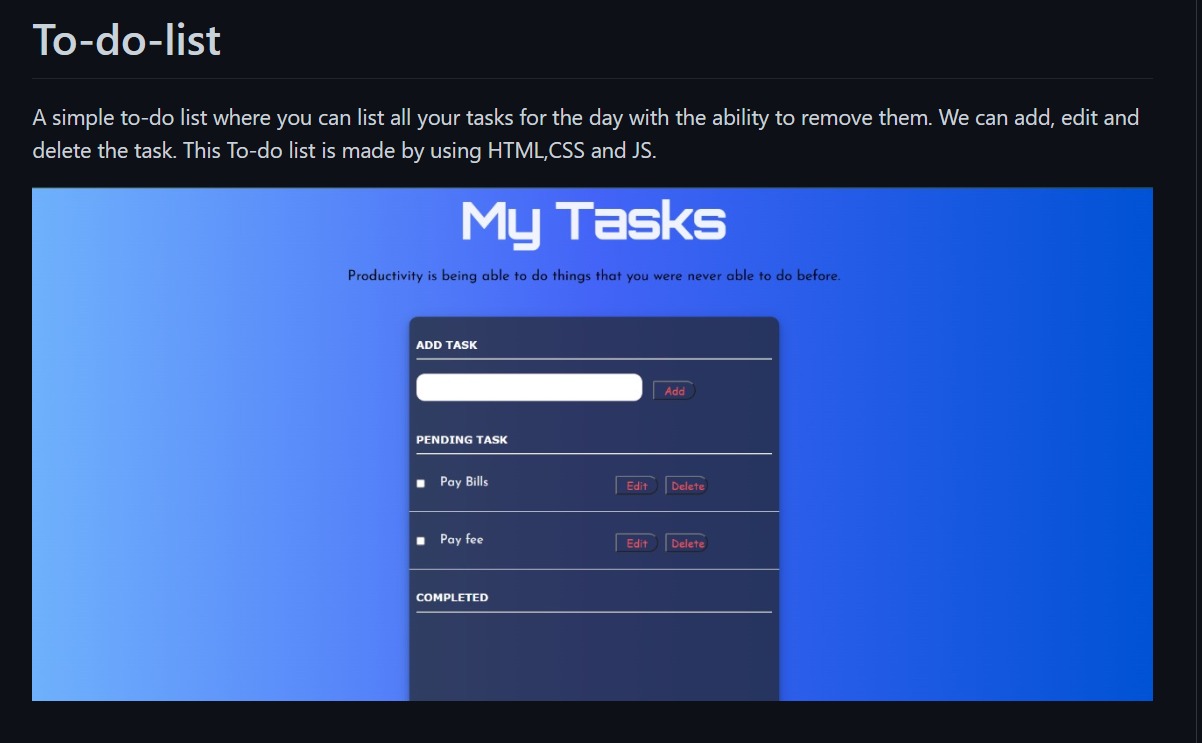 To-do-list
A simple to-do list where you can list all your tasks for the day with the ability to remove them. We can add, edit and
delete the task. This To-do list is made by using HTML,CSS and JS.
My Tasks
Productivity is being able to do things that you were never able to do before.
ADD TASK
Add
PENDING TASK
Pay Bills Edit Delete
Pay fee Edit Delete
COMPLETED